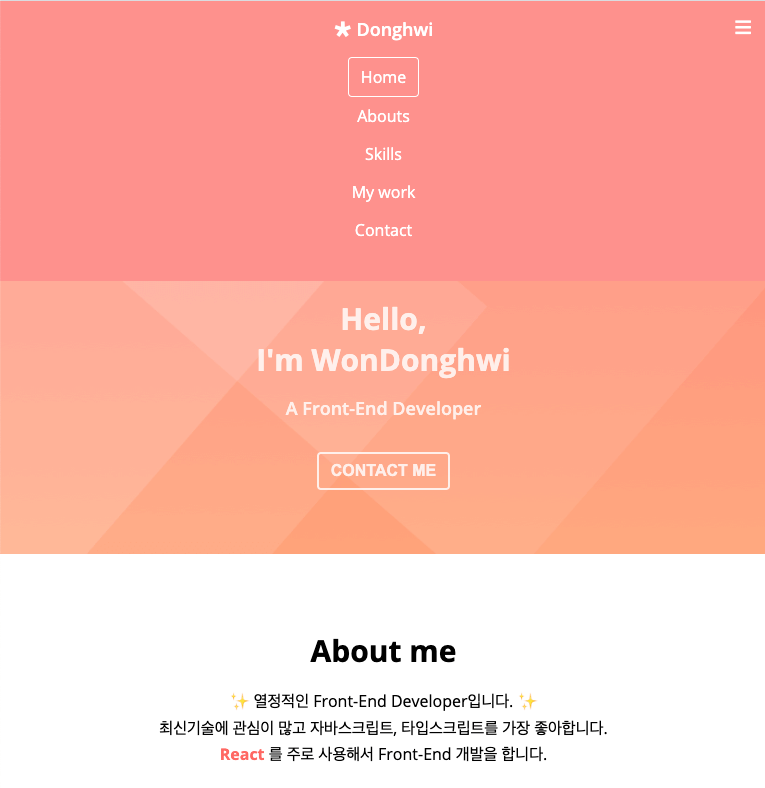 Donghwi
Home
Abouts
Skills
My work
Contact
Hello,
I'm WonDonghwi
A Front-End Developer
CONTACT ME
About me
✨ 열정적인 Front-End Developer입니다. ✨
최신기술에 관심이 많고 자바스크립트, 타입스크립트를 가장 좋아합니다.
React 를 주로 사용해서 Front-End 개발을 합니다.